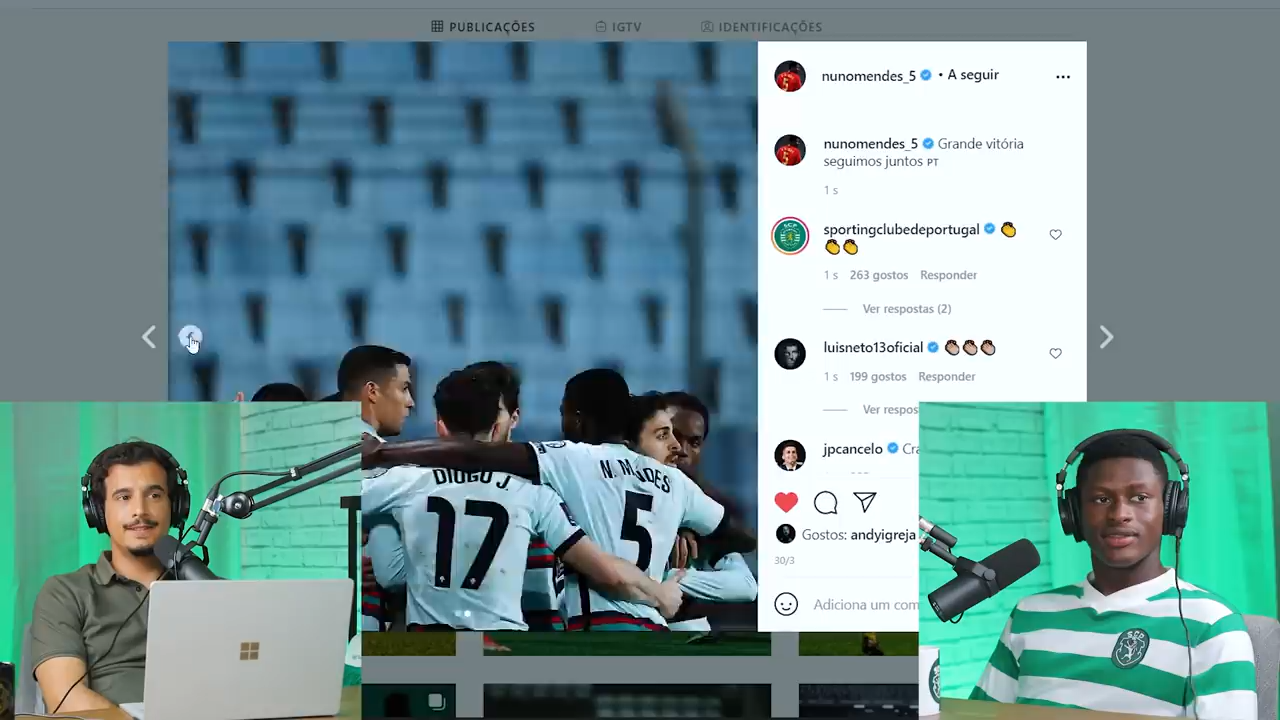 PUBLICAÇÕES
IGTV
IDENTIFICAÇÕES
nunomendes_5 • A seguir
nunomendes_5 Grande vitória
seguimos juntos PT
1 s
sportingclubedeportugal
1 s 263 gostos Responder
Ver respostas (2)
luisneto13oficial
1 s 199 gostos Responder
Ver respos
jpcancelo Cra
Gostos: andyigreja
30/3
Adiciona um com
DIOGO J.
17
N. MENDES
5
SCP